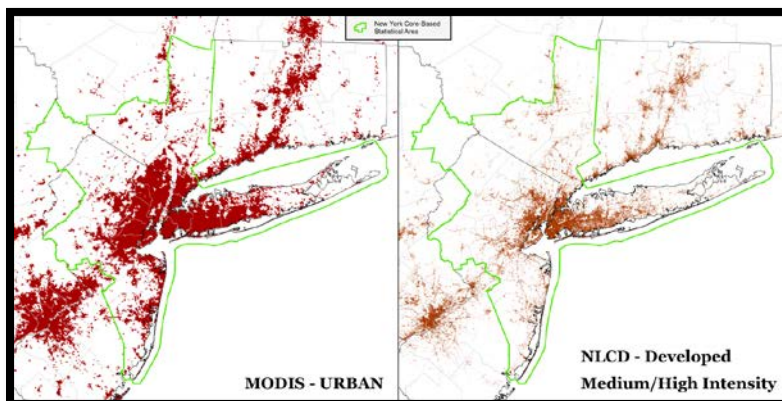 New York Core-Based
Statistical Area
MODIS - URBAN
NLCD - Developed
Medium/High Intensity